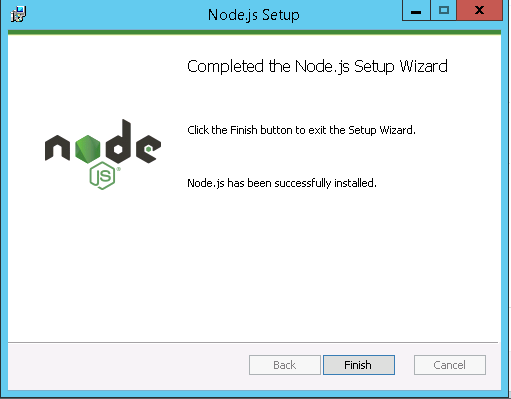 Node.js Setup
Completed the Node.js Setup Wizard
Click the Finish button to exit the Setup Wizard.
node
JS
Node.js has been successfully installed.
Back
Finish
Cancel